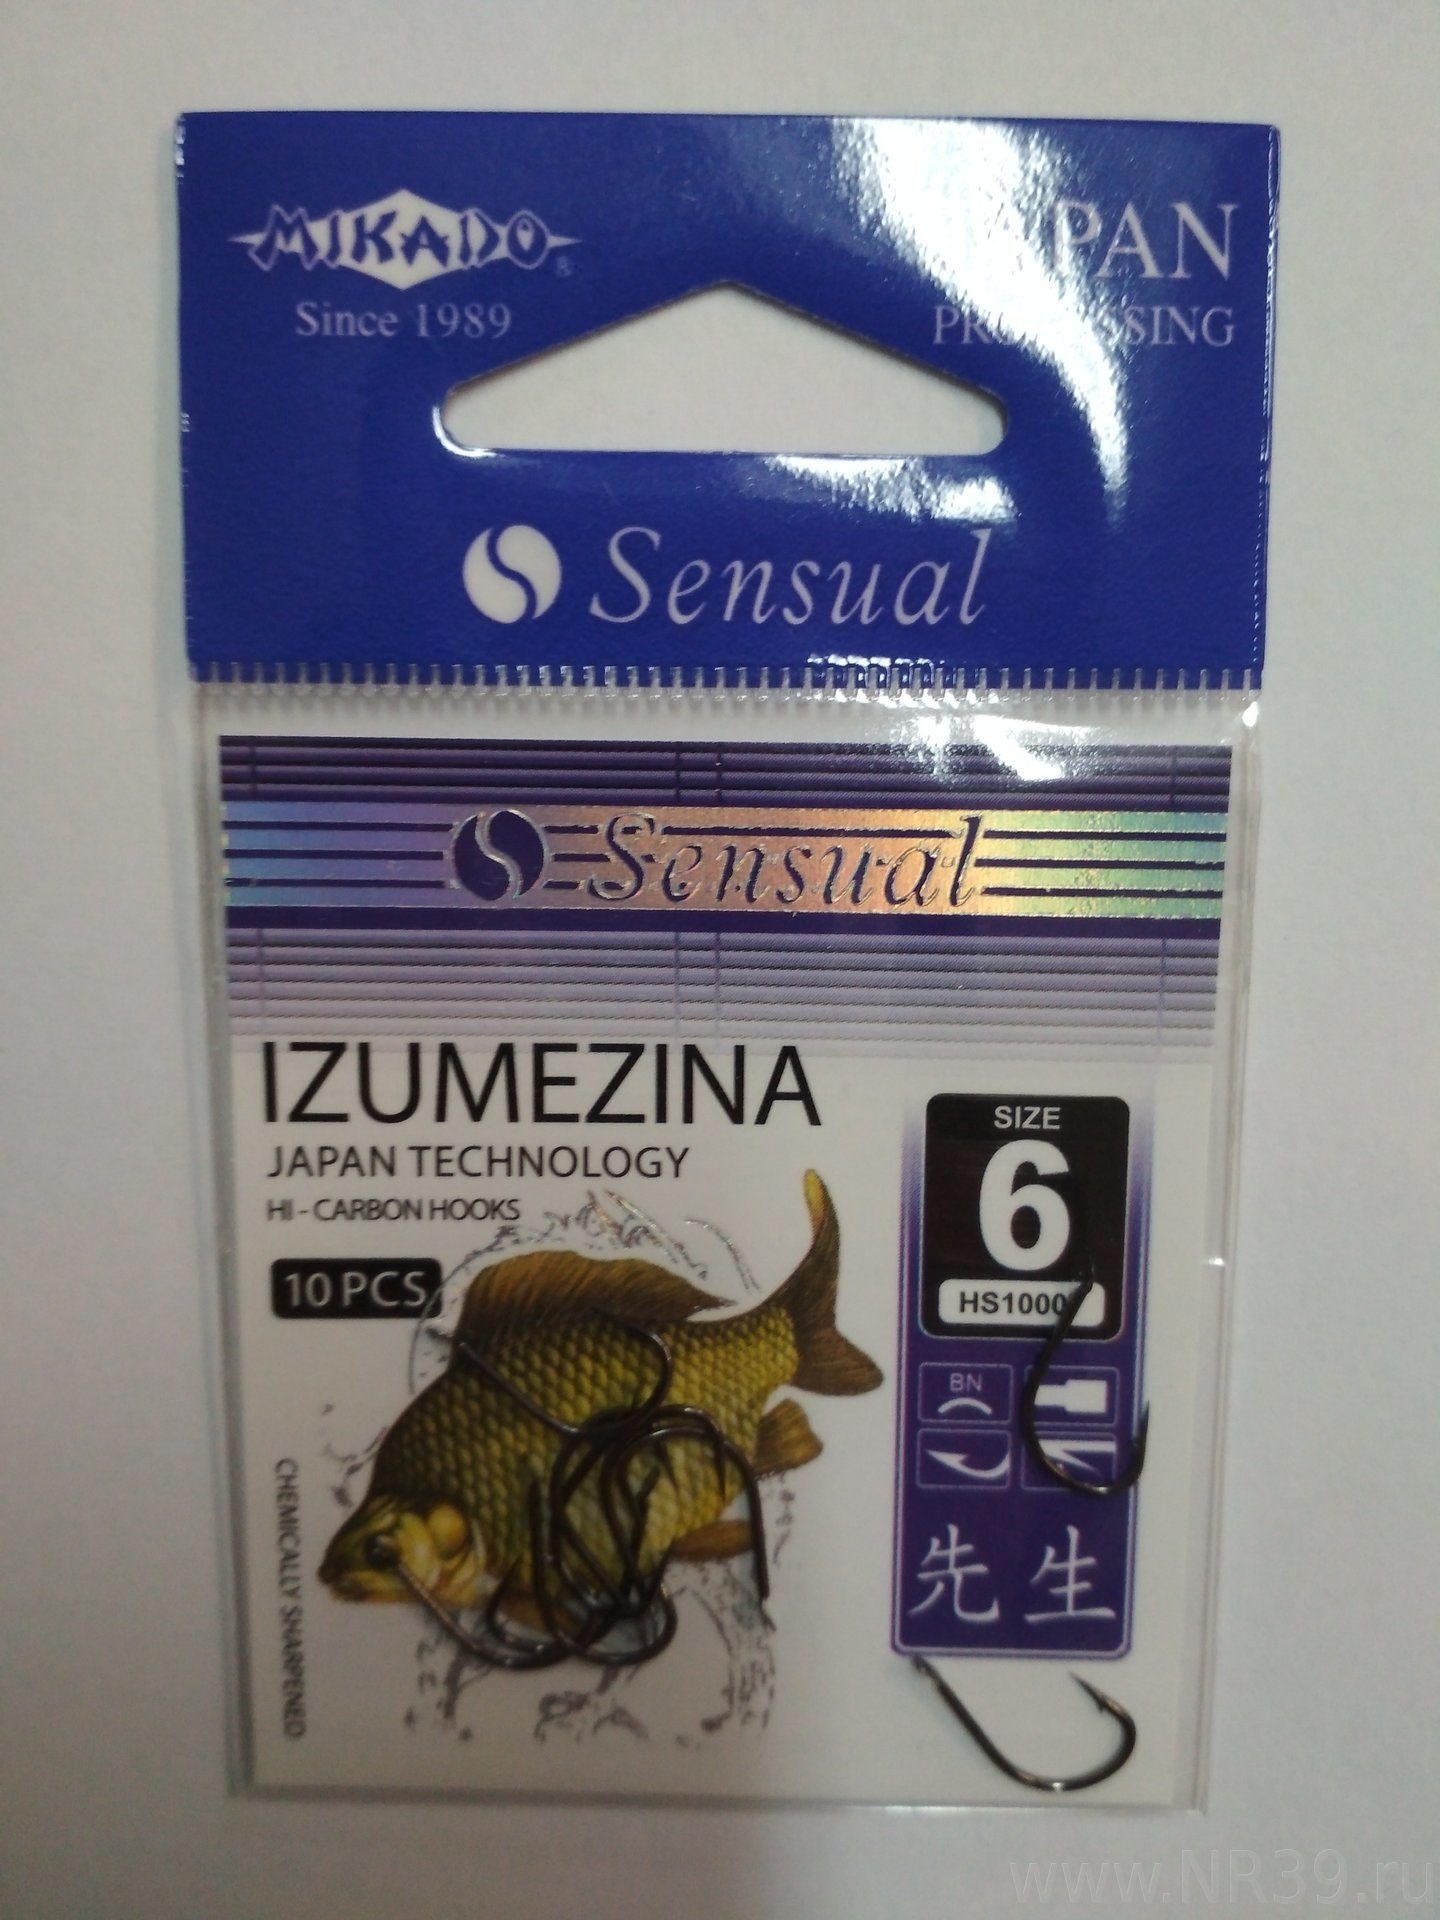 MIKADO®
Since 1989
Sensual
Sensual
IZUMEZINA
JAPAN TECHNOLOGY
HI-CARBON HOOKS
10 PCS
CHEMICALLY SHARPENED
SIZE
6
HS1000
BN
先生
www.NR39.ru